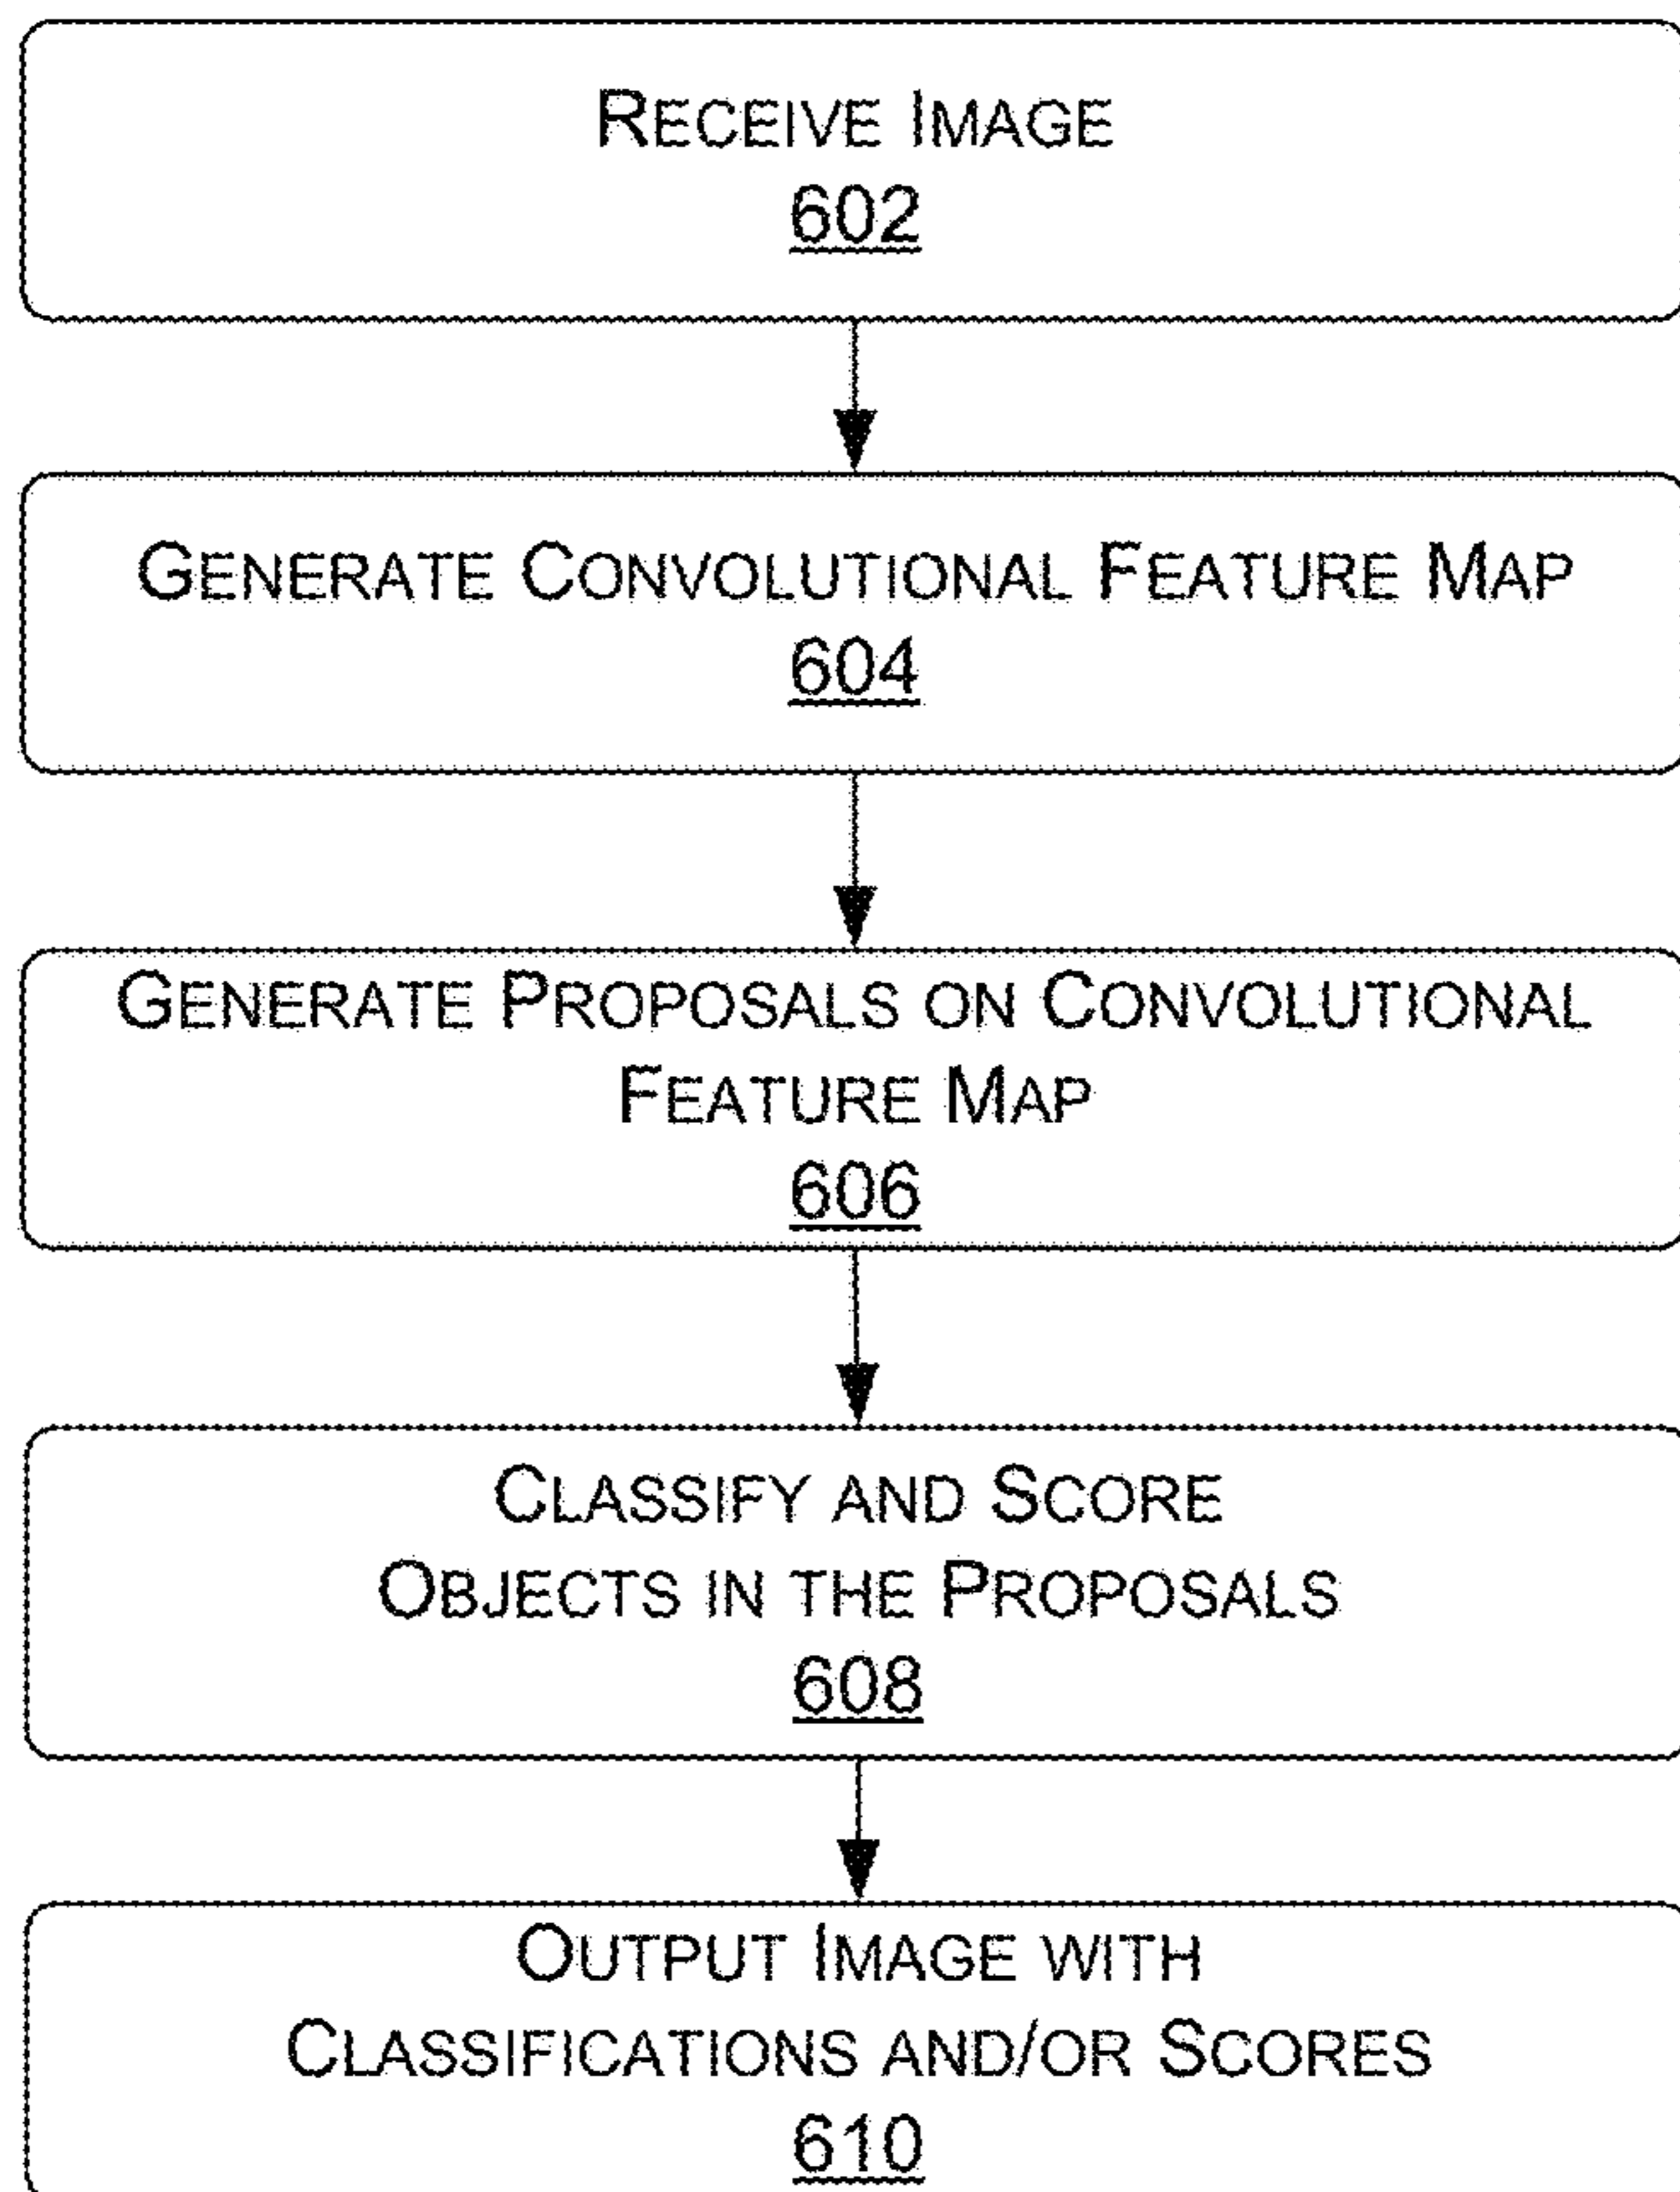 RECEIVE IMAGE
602
GENERATE CONVOLUTIONAL FEATURE MAP
604
GENERATE PROPOSALS ON CONVOLUTIONAL
FEATURE MAP
606
CLASSIFY AND SCORE
OBJECTS IN THE PROPOSALS
608
OUTPUT IMAGE WITH
CLASSIFICATIONS AND/OR SCORES
610